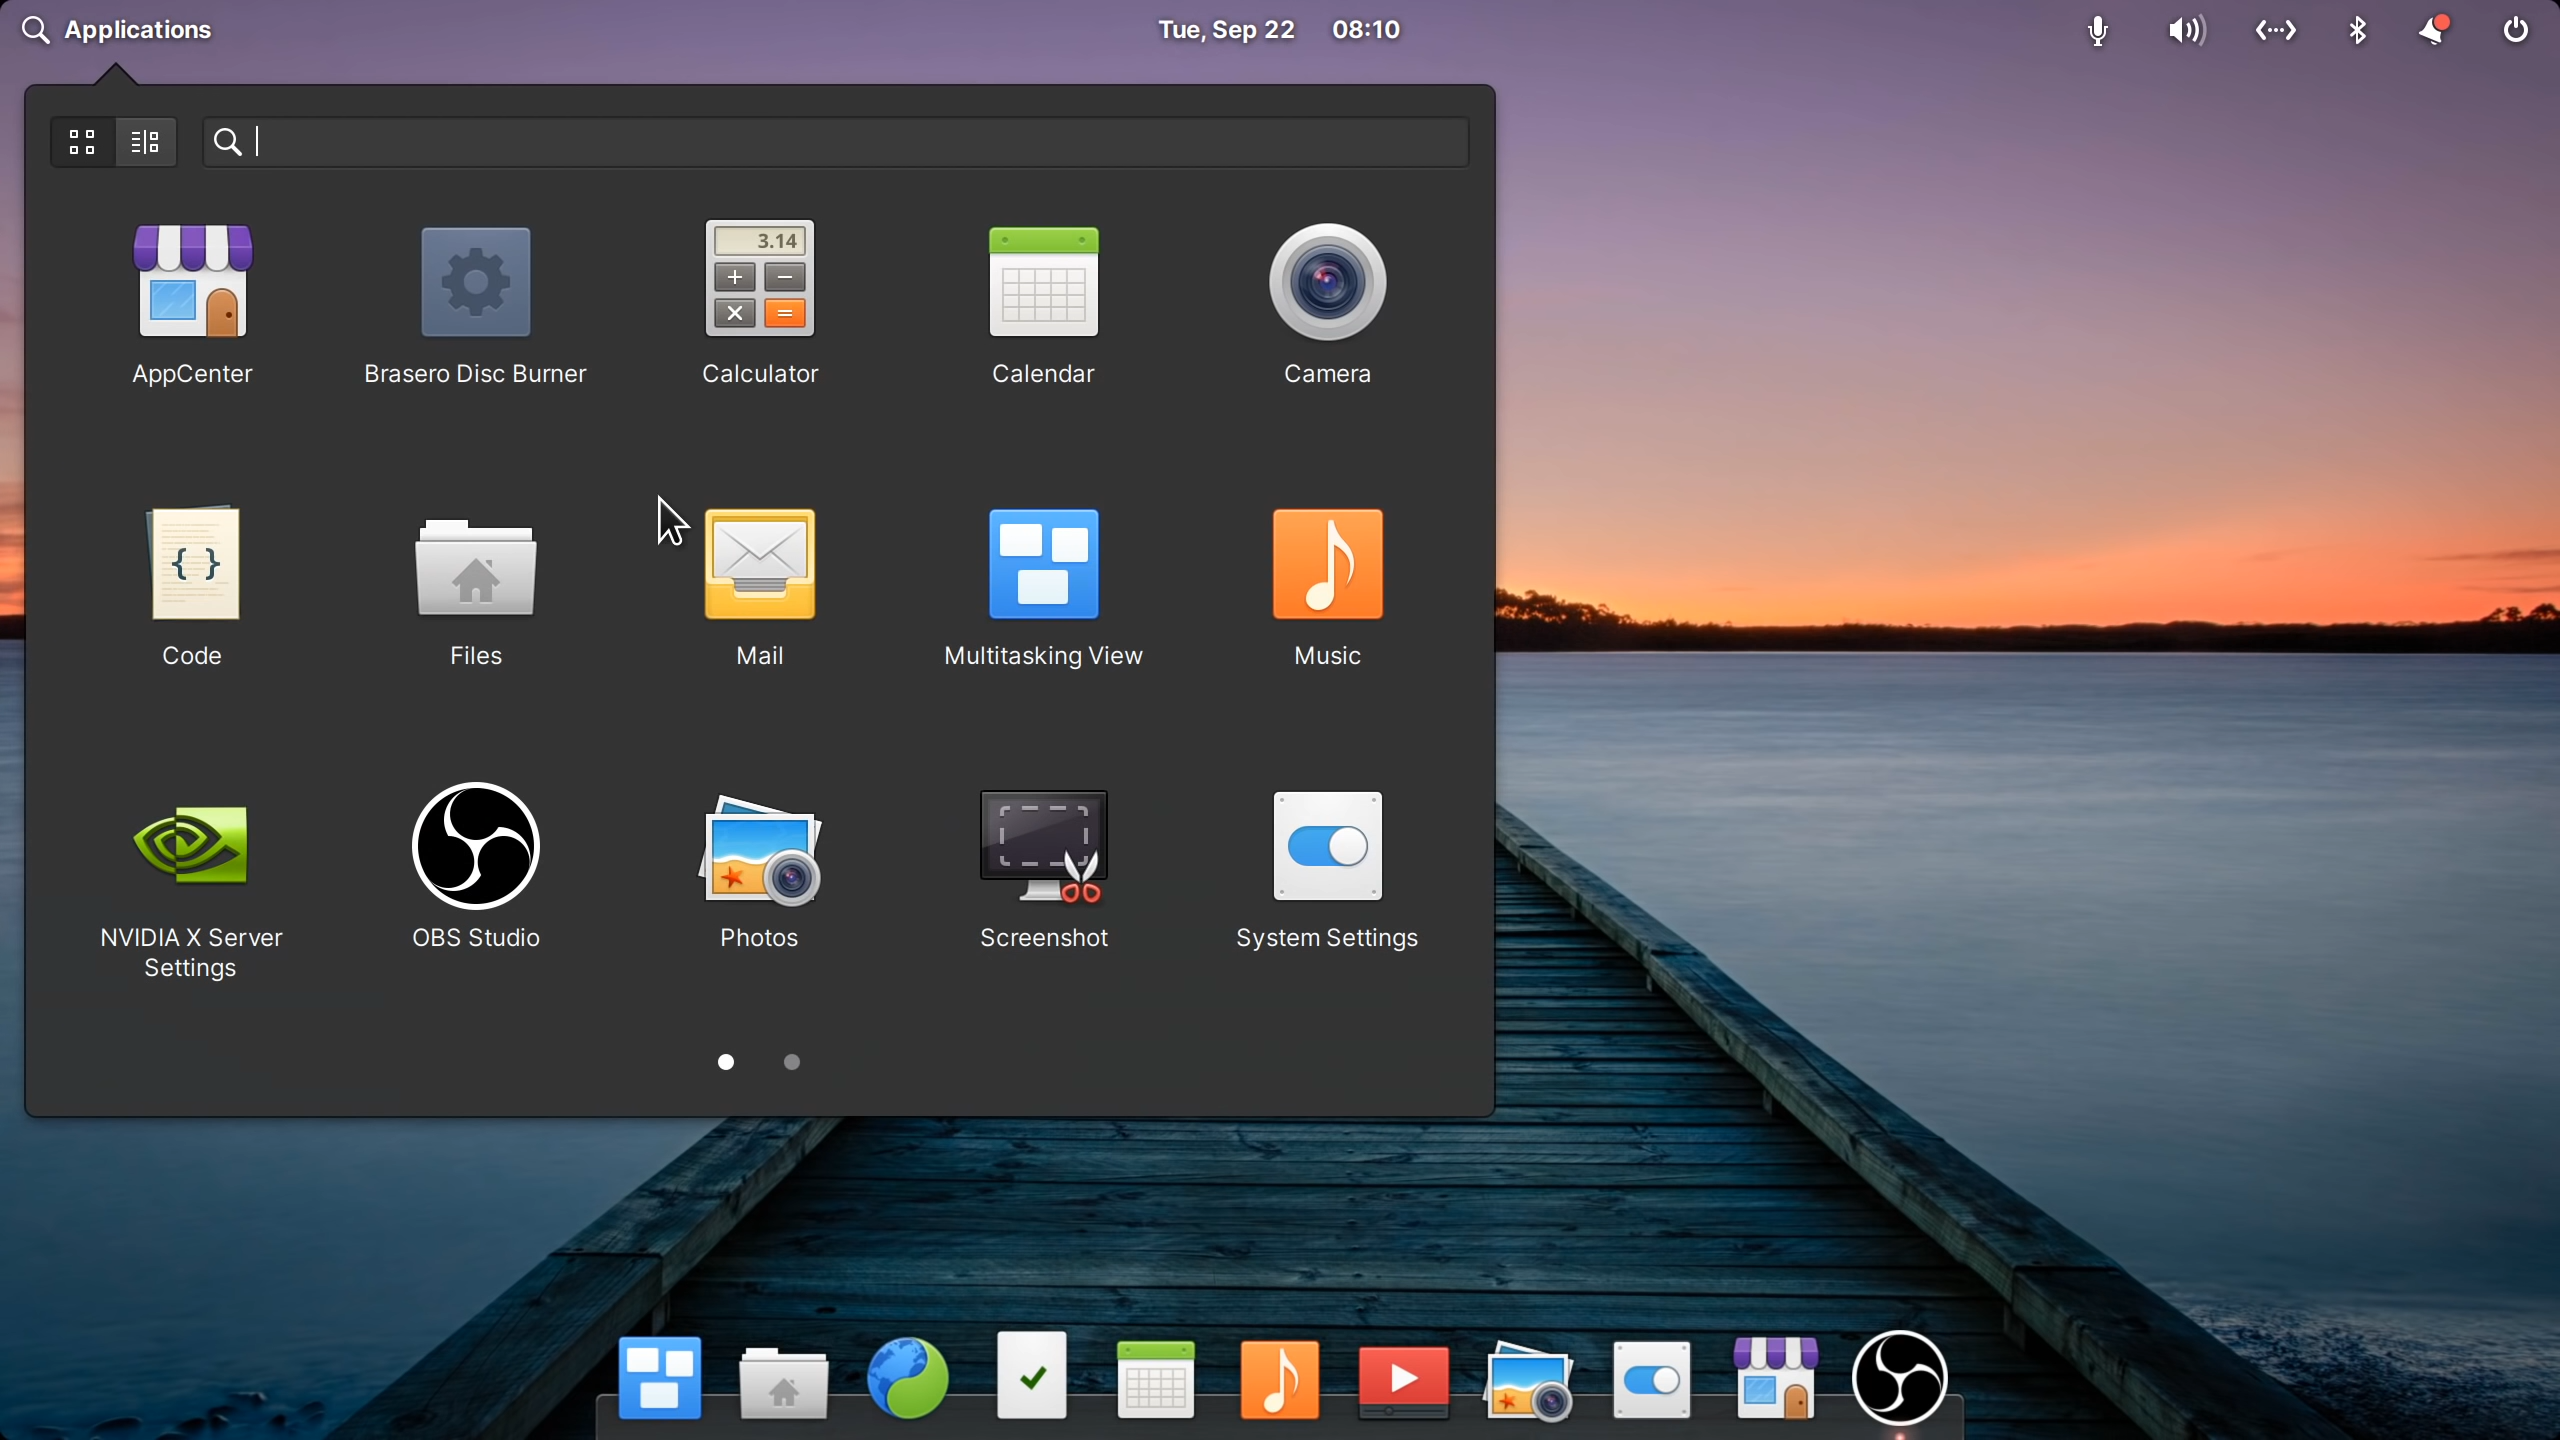 Applications
Tue, Sep 22 08:10
3.14
AppCenter
Brasero Disc Burner
Calculator
Calendar
Camera
Code
Files
Mail
Multitasking View
Music
NVIDIA X Server
Settings
OBS Studio
Photos
Screenshot
System Settings